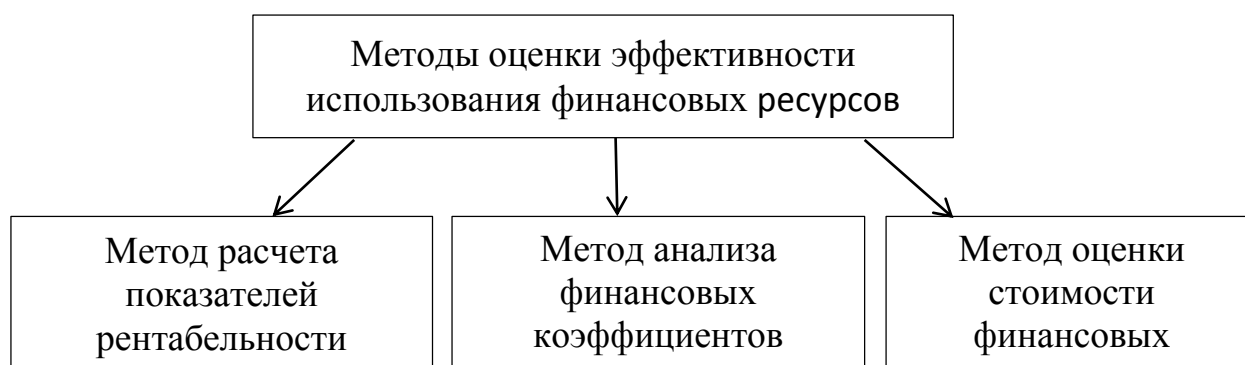 Методы оценки эффективности
использования финансовых ресурсов
Метод расчета
показателей
рентабельности
Метод анализа
финансовых
коэффициентов
Метод оценки
стоимости
финансовых